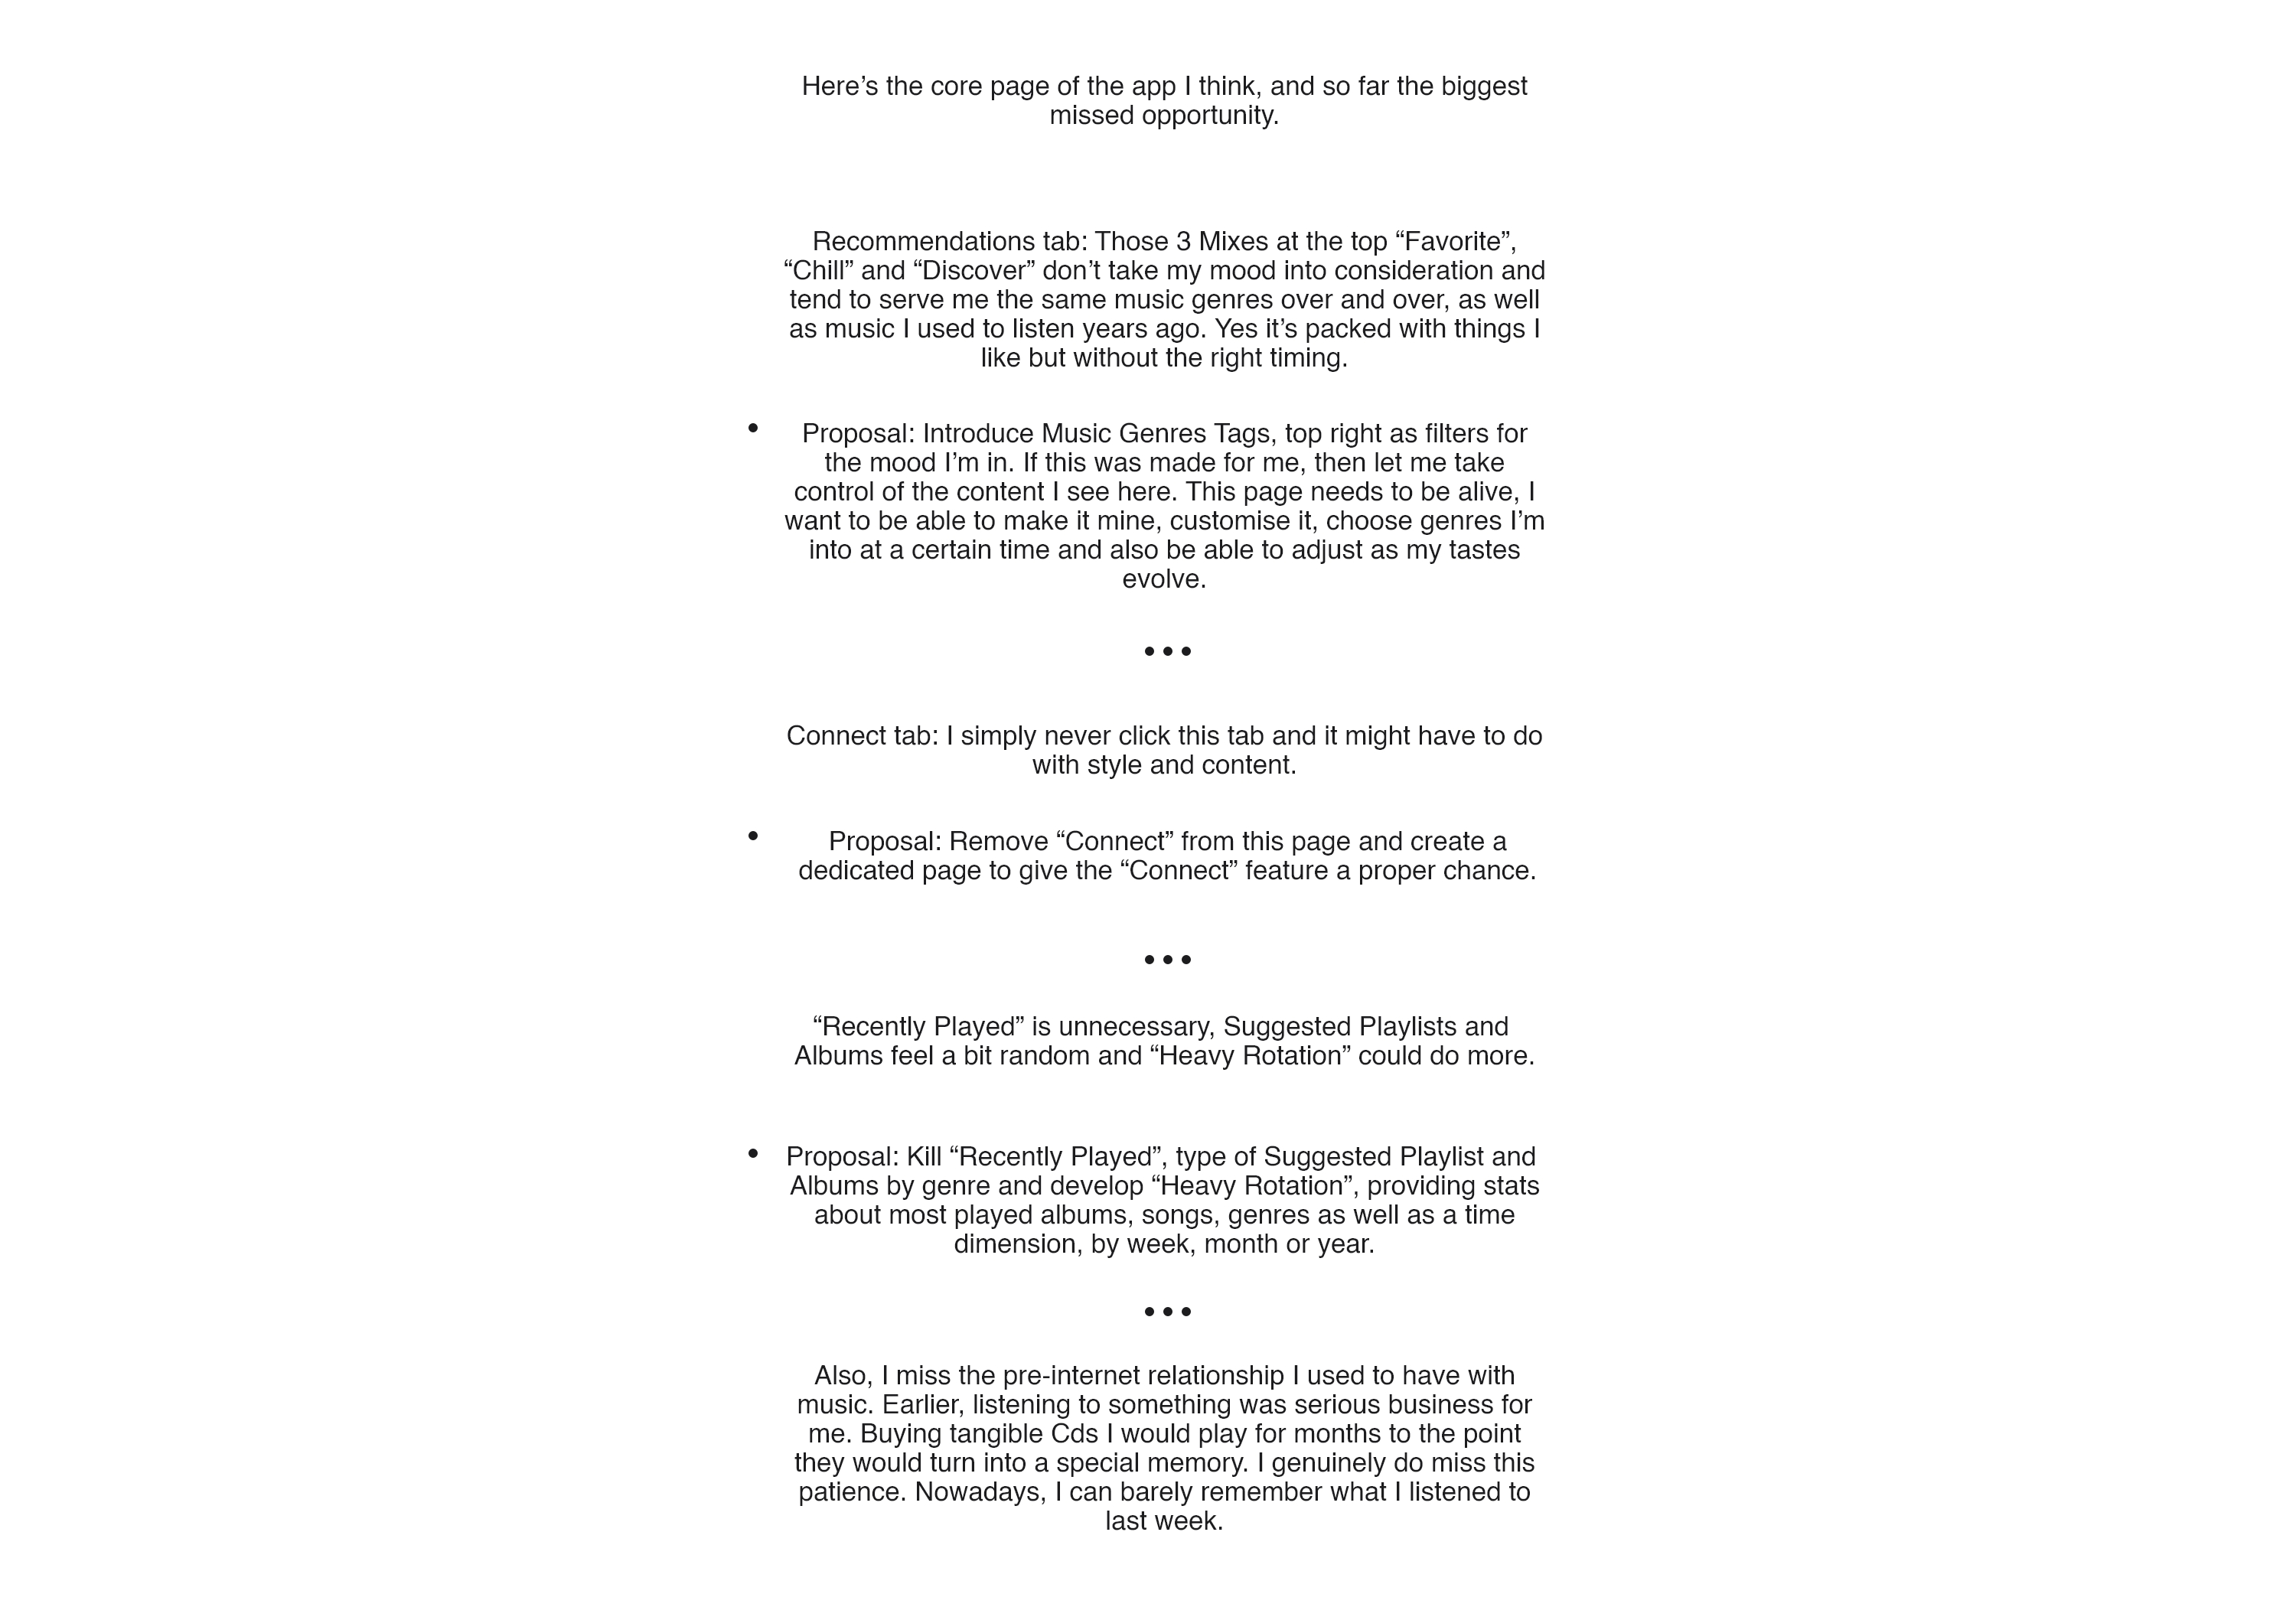 Here’s the core page of the app I think, and so far the biggest
missed opportunity.
Recommendations tab: Those 3 Mixes at the top “Favorite”,
“Chill” and “Discover” don’t take my mood into consideration and
tend to serve me the same music genres over and over, as well
as music I used to listen years ago. Yes it’s packed with things I
like but without the right timing.
• Proposal: Introduce Music Genres Tags, top right as filters for
the mood I’m in. If this was made for me, then let me take
control of the content I see here. This page needs to be alive, I
want to be able to make it mine, customise it, choose genres I’m
into at a certain time and also be able to adjust as my tastes
evolve.
•••
Connect tab: I simply never click this tab and it might have to do
with style and content.
• Proposal: Remove “Connect” from this page and create a
dedicated page to give the “Connect” feature a proper chance.
•••
“Recently Played” is unnecessary, Suggested Playlists and
Albums feel a bit random and “Heavy Rotation” could do more.
• Proposal: Kill “Recently Played”, type of Suggested Playlist and
Albums by genre and develop “Heavy Rotation”, providing stats
about most played albums, songs, genres as well as a time
dimension, by week, month or year.
•••
Also, I miss the pre-internet relationship I used to have with
music. Earlier, listening to something was serious business for
me. Buying tangible Cds I would play for months to the point
they would turn into a special memory. I genuinely do miss this
patience. Nowadays, I can barely remember what I listened to
last week.